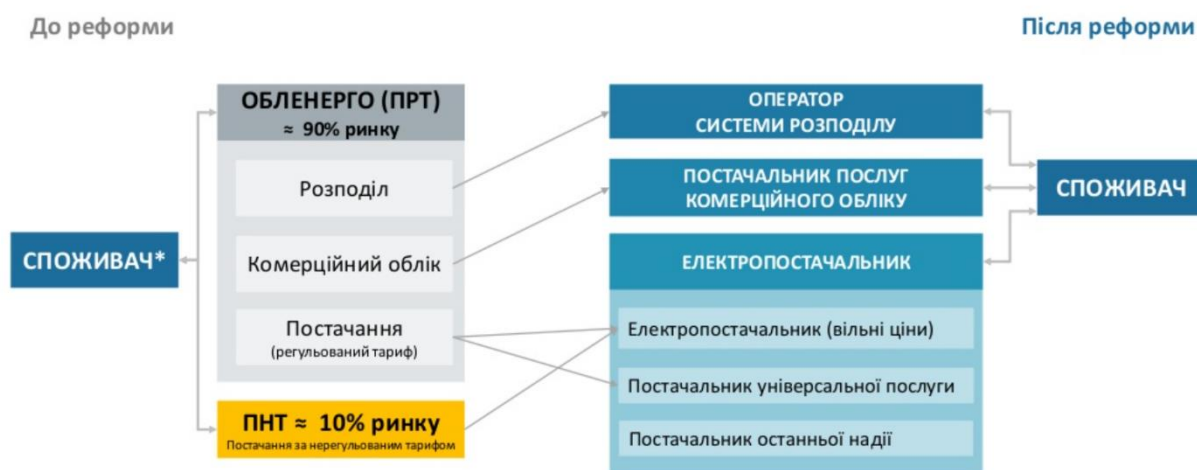 До реформи
Після реформи
ОБЛЕНЕРГО (ПРТ)
≈ 90% ринку
Розподіл
Комерційний облік
Постачання
(регульований тариф)
СПОЖИВАЧ*
ПНТ ≈ 10% ринку
Постачання за нерегульованим тарифом
ОПЕРАТОР
СИСТЕМИ РОЗПОДІЛУ
ПОСТАЧАЛЬНИК ПОСЛУГ
КОМЕРЦІЙНОГО ОБЛІКУ
ЕЛЕКТРОПОСТАЧАЛЬНИК
Електропостачальник (вільні ціни)
Постачальник універсальної послуги
Постачальник останньої надії
СПОЖИВАЧ